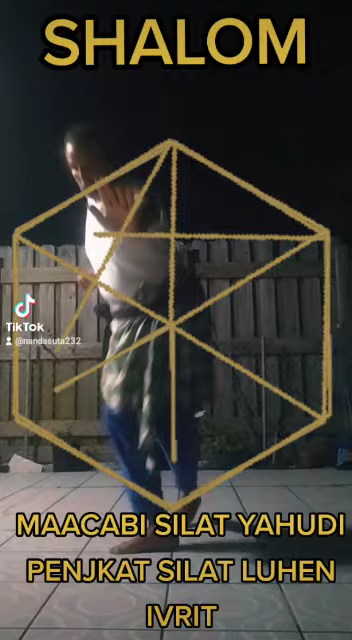 SHALOM
TikTok
@nandasuta232
MAACABI SILAT YAHUDI
PENJKAT SILAT LUHEN
IVRIT